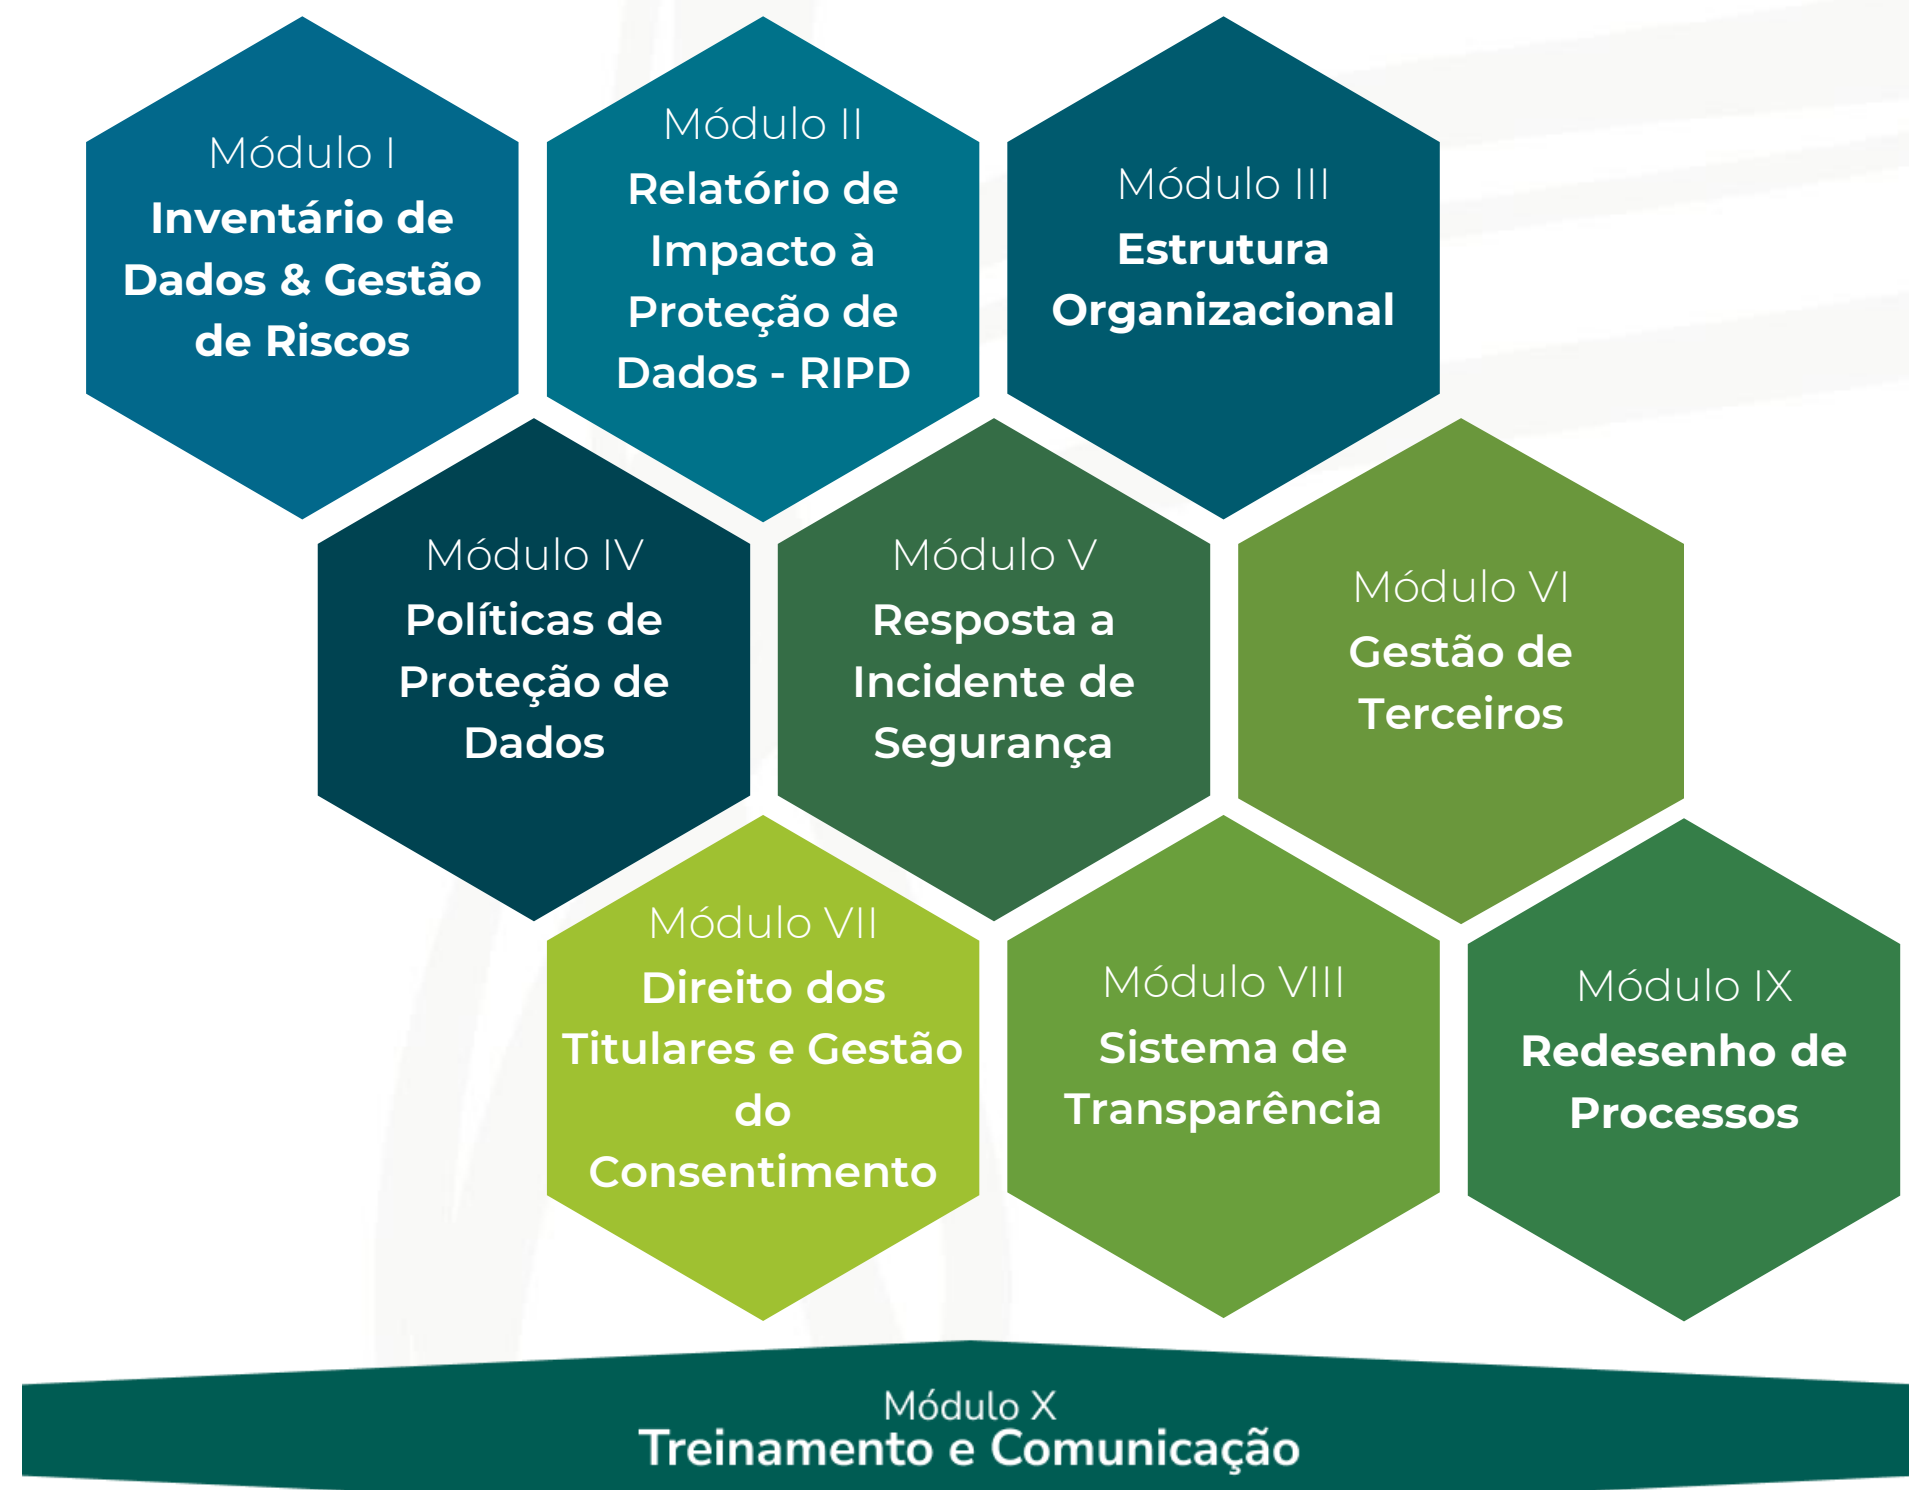 Módulo I
Inventário de
Dados & Gestão
de Riscos
Módulo II
Relatório de
Impacto à
Proteção de
Dados - RIPD
Módulo III
Estrutura
Organizacional
Módulo IV
Políticas de
Proteção de
Dados
Módulo V
Resposta a
Incidente de
Segurança
Módulo VI
Gestão de
Terceiros
Módulo VII
Direito dos
Titulares e Gestão
do
Consentimento
Módulo VIII
Sistema de
Transparência
Módulo IX
Redesenho de
Processos
Módulo X
Treinamento e Comunicação